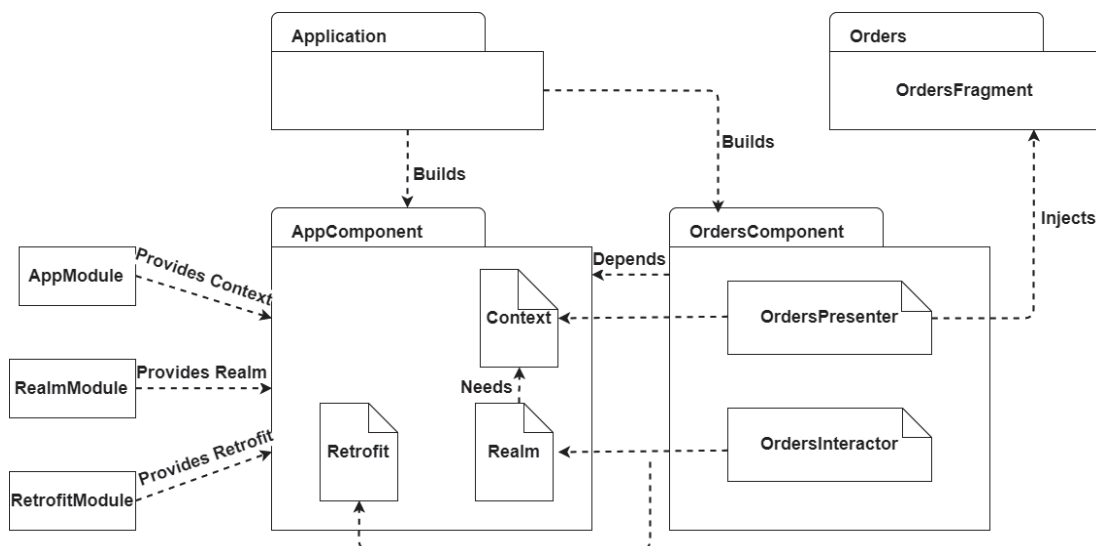 Application
Orders
OrdersFragment
Builds
Builds
Injects
AppComponent
OrdersComponent
AppModule
Provides Context
Depends
Context
OrdersPresenter
RealmModule
Provides Realm
Needs
RetrofitModule
Provides Retrofit
Retrofit
Realm
OrdersInteractor